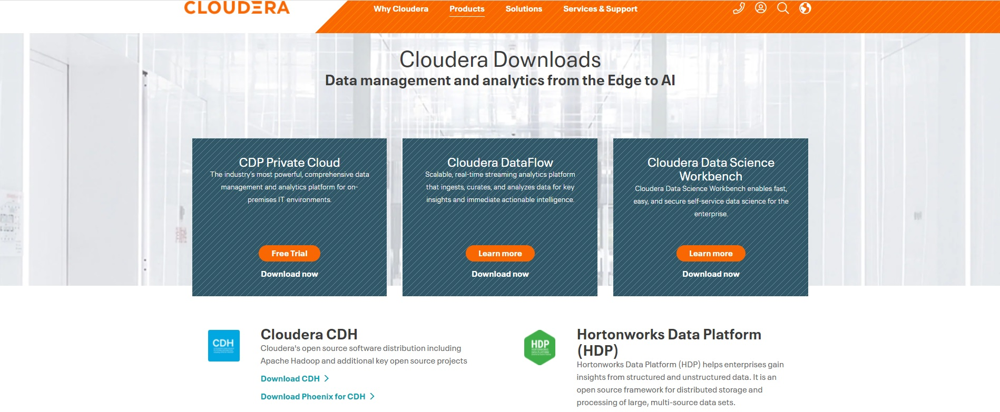 CLOUDERA
Why Cloudera
Products
Solutions
Services & Support
Cloudera Downloads
Data management and analytics from the Edge to AI
CDP Private Cloud
The industry's most powerful, comprehensive data
management and analytics platform for on-
premises IT environments.
Free Trial
Download now
Cloudera DataFlow
Scalable, real-time streaming analytics platform
that ingests, curates, and analyzes data for key
insights and immediate actionable intelligence.
Learn more
Download now
Cloudera Data Science
Workbench
Cloudera Data Science Workbench enables fast,
easy, and secure self-service data science for the
enterprise.
Learn more
Download now
CDH
Cloudera CDH
Cloudera's open source software distribution including
Apache Hadoop and additional key open source projects
Download CDH
Download Phoenix for CDH
HDP
Hortonworks Data Platform
(HDP)
Hortonworks Data Platform (HDP) helps enterprises gain
insights from structured and unstructured data. It is an
open source framework for distributed storage and
processing of large, multi-source data sets.